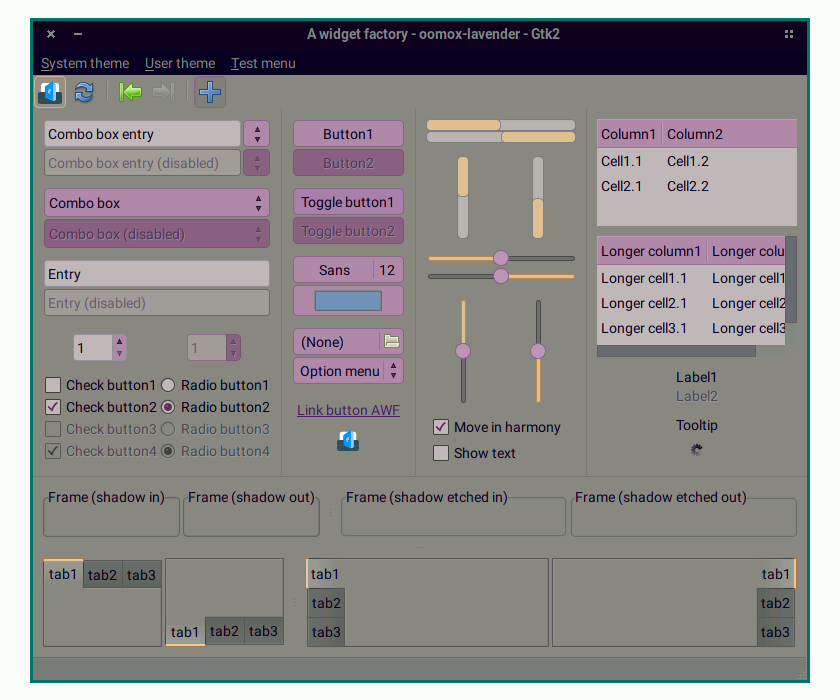 A widget factory - oomox-lavender - Gtk2
System theme User theme Test menu
Combo box entry
Combo box entry (disabled)
Combo box
Combo box (disabled)
Entry
Entry (disabled)
1 1
Check button1 Radio button1
Check button2 Radio button2
Check button3 Radio button3
Check button4 Radio button4
Button1
Button2
Toggle button1
Toggle button2
Sans 12
(None)
Option menu
Link button AWF
Move in harmony
Show text
Column1 Column2
Cell1.1 Cell1.2
Cell2.1 Cell2.2
Longer column1 Longer colu
Longer cell1.1 Longer cell1
Longer cell2.1 Longer cell2
Longer cell3.1 Longer cell3
Label1
Label2
Tooltip
Frame (shadow in) Frame (shadow out) Frame (shadow etched in) Frame (shadow etched out)
tab1 tab2 tab3
tab1 tab2 tab3
tab1
tab2
tab3
tab1
tab2
tab3